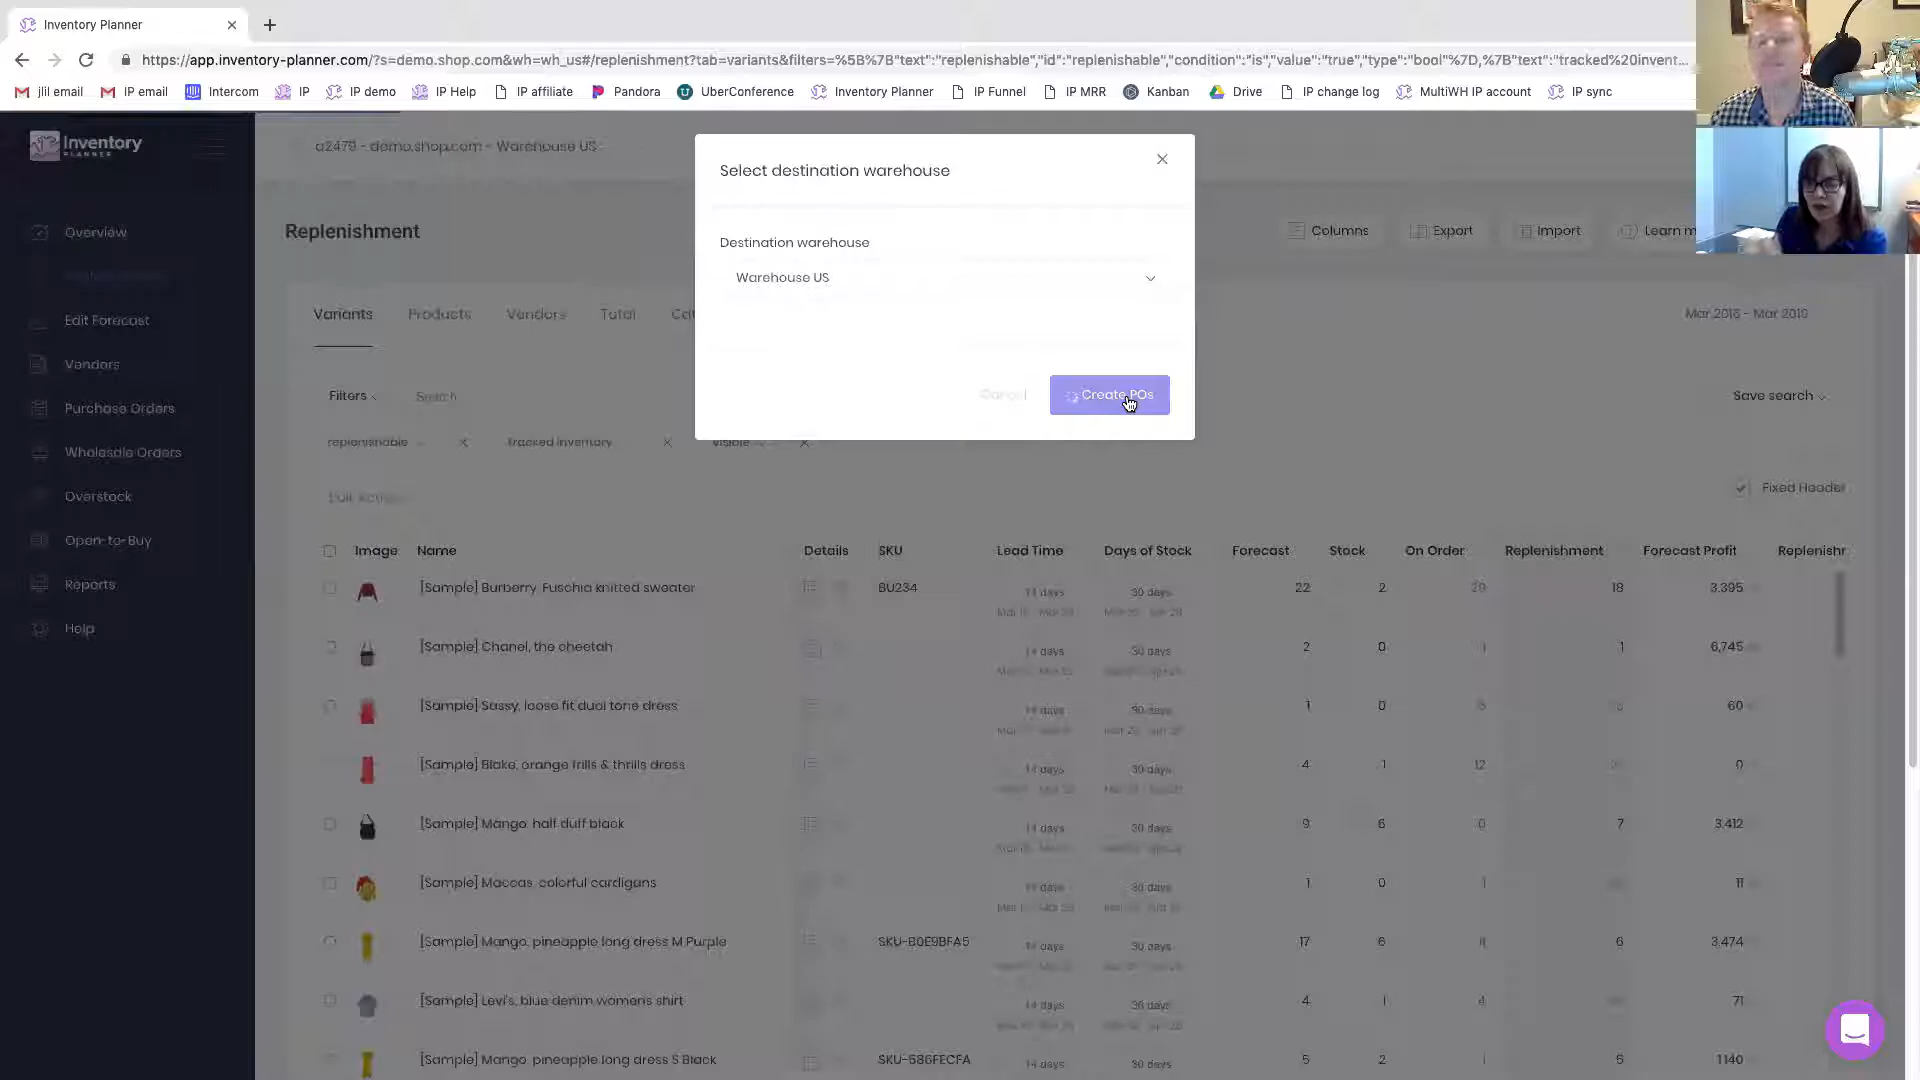 Inventory Planner
https://app.inventory-planner.com/?s=demo.shop.com&wh=wh_us#/replenishment?tab=variants&filters=%5B%7B"text":"replenishable","id":"replenishable","condition":"is","value":"true","type":"bool"%7D,%7B"text":"tracked%20invent...
jlil email
IP email
Intercom
IP
IP demo
IP Help
IP affiliate
Pandora
UberConference
Inventory Planner
IP Funnel
IP MRR
Kanban
Drive
IP change log
MultiWH IP account
IP sync
Inventory
PLANNER
a2479 - demo.shop.com - Warehouse US
Overview
Edit Forecast
Vendors
Purchase Orders
Wholesale Orders
Overstock
Open-to-Buy
Reports
Help
Replenishment
Columns
Export
Import
Learn m
Select destination warehouse
Destination warehouse
Warehouse US
Cancel
Create POs
Variants
Products
Vendors
Total
Mar 2018 - Mar 2019
Filters
Search
Save search
replenishable
Tracked Inventory
Visible
Fixed Header
Image Name Details SKU Lead Time Days of Stock Forecast Stock On Order Replenishment Forecast Profit Replenishr
[Sample] Burberry, Fuschia knitted sweater BU234 14 days 30 days 22 2 20 18 3,395
[Sample] Chanel, the cheetah 14 days 30 days 2 0 1 1 6,745
[Sample] Sassy, loose fit dual tone dress 14 days 30 days 1 0 60
[Sample] Blake, orange frills & thrills dress 14 days 30 days 4 1 12 0
[Sample] Mango, half duff black 14 days 30 days 9 6 0 7 3,412
[Sample] Maccas, colorful cardigans 14 days 30 days 1 0 1 11
[Sample] Mango, pineapple long dress M Purple SKU-B0E9BFA5 14 days 30 days 17 6 6 3,474
[Sample] Levi's, blue denim womens shirt 14 days 30 days 4 1 4 71
[Sample] Mango, pineapple long dress S Black SKU-586FECFA 14 days 30 days 5 2 1 5 1140